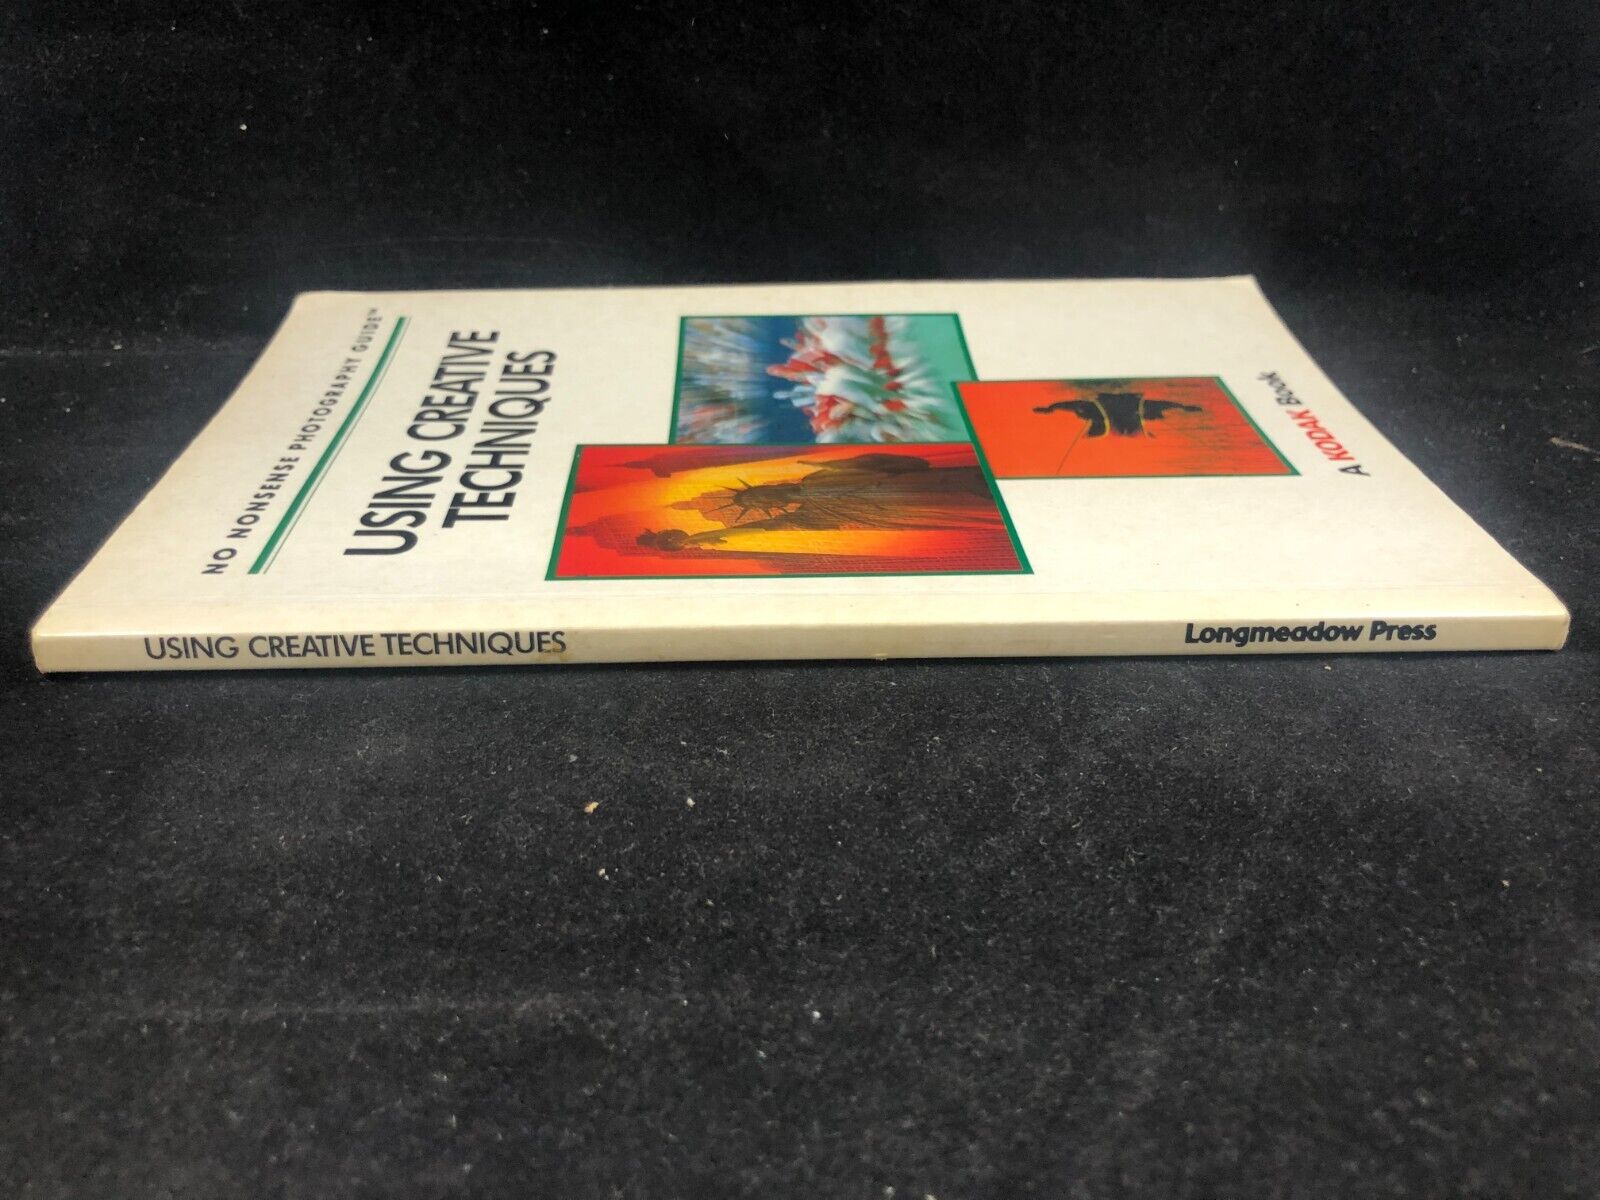 NO NONSENSE PHOTOGRAPHY GUIDE™
USING CREATIVE
TECHNIQUES
A KODAK Book
USING CREATIVE TECHNIQUES
Longmeadow Press